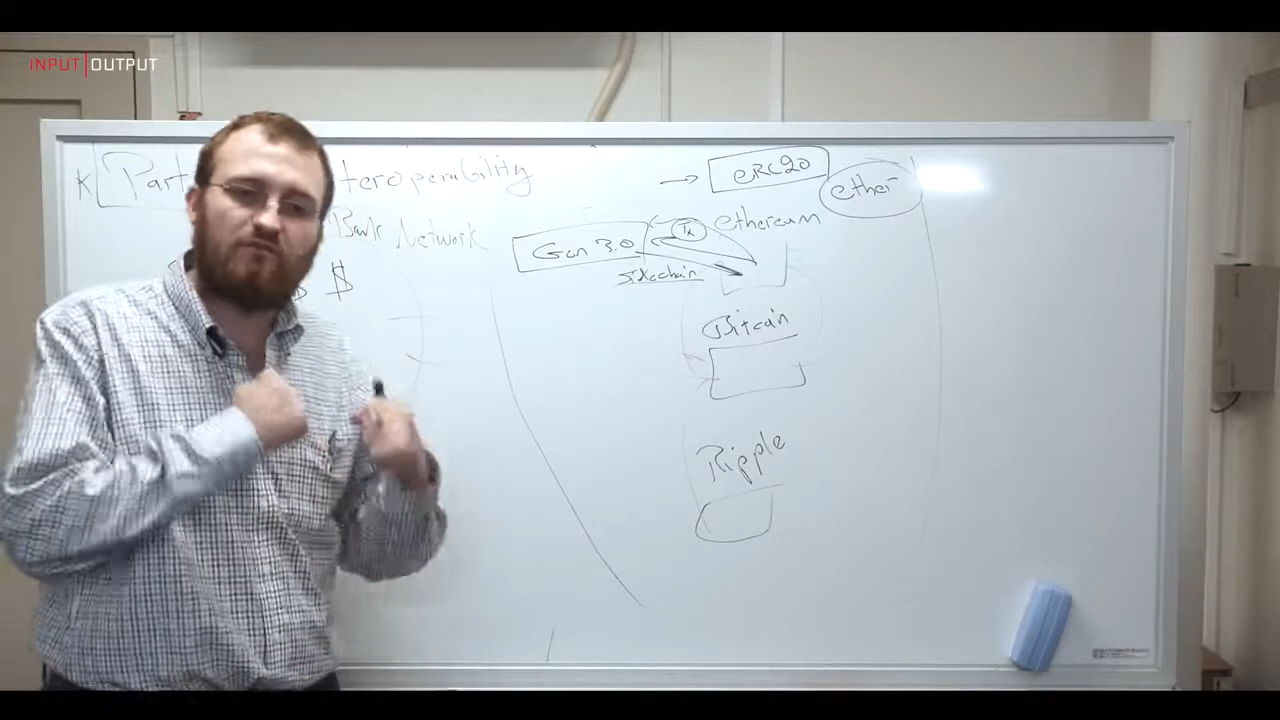 INPUT|OUTPUT
Part teroperability
Bank Network
$
eRC20
ether
Tx
ethereum
Gen 3.0
Sidechain
Bitcoin
Ripple